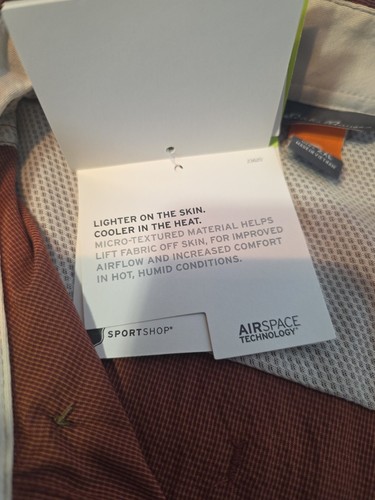 LIGHTER ON THE SKIN.
COOLER IN THE HEAT.
MICRO-TEXTURED MATERIAL HELPS
LIFT FABRIC OFF SKIN, FOR IMPROVED
AIRFLOW AND INCREASED COMFORT
IN HOT, HUMID CONDITIONS.
SPORTSHOP®
AIRSPACE
TECHNOLOGY